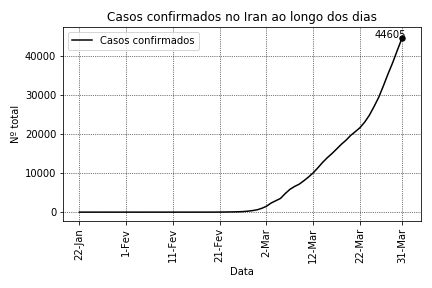 Casos confirmados no Iran ao longo dos dias
Casos confirmados
44605
Nº total
40000
30000
20000
10000
0
22-Jan
1-Fev
11-Fev
21-Fev
2-Mar
12-Mar
22-Mar
31-Mar
Data